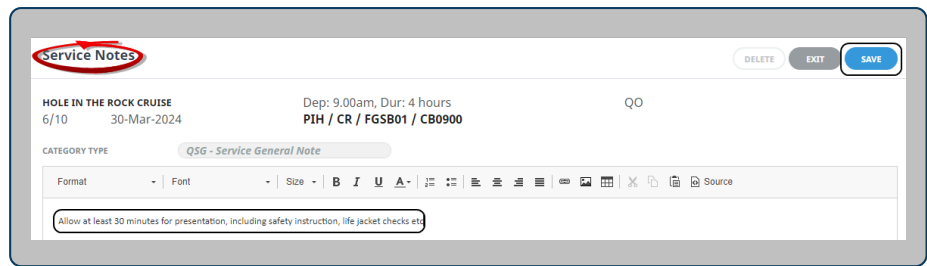 Service Notes
DELETE EXIT SAVE
HOLE IN THE ROCK CRUISE Dep: 9.00am, Dur: 4 hours QO
6/10 30-Mar-2024 PIH / CR / FGSB01 / CB0900
CATEGORY TYPE QSG - Service General Note
Format Font Size B I U A Source
Allow at least 30 minutes for presentation, including safety instruction, life jacket checks etc